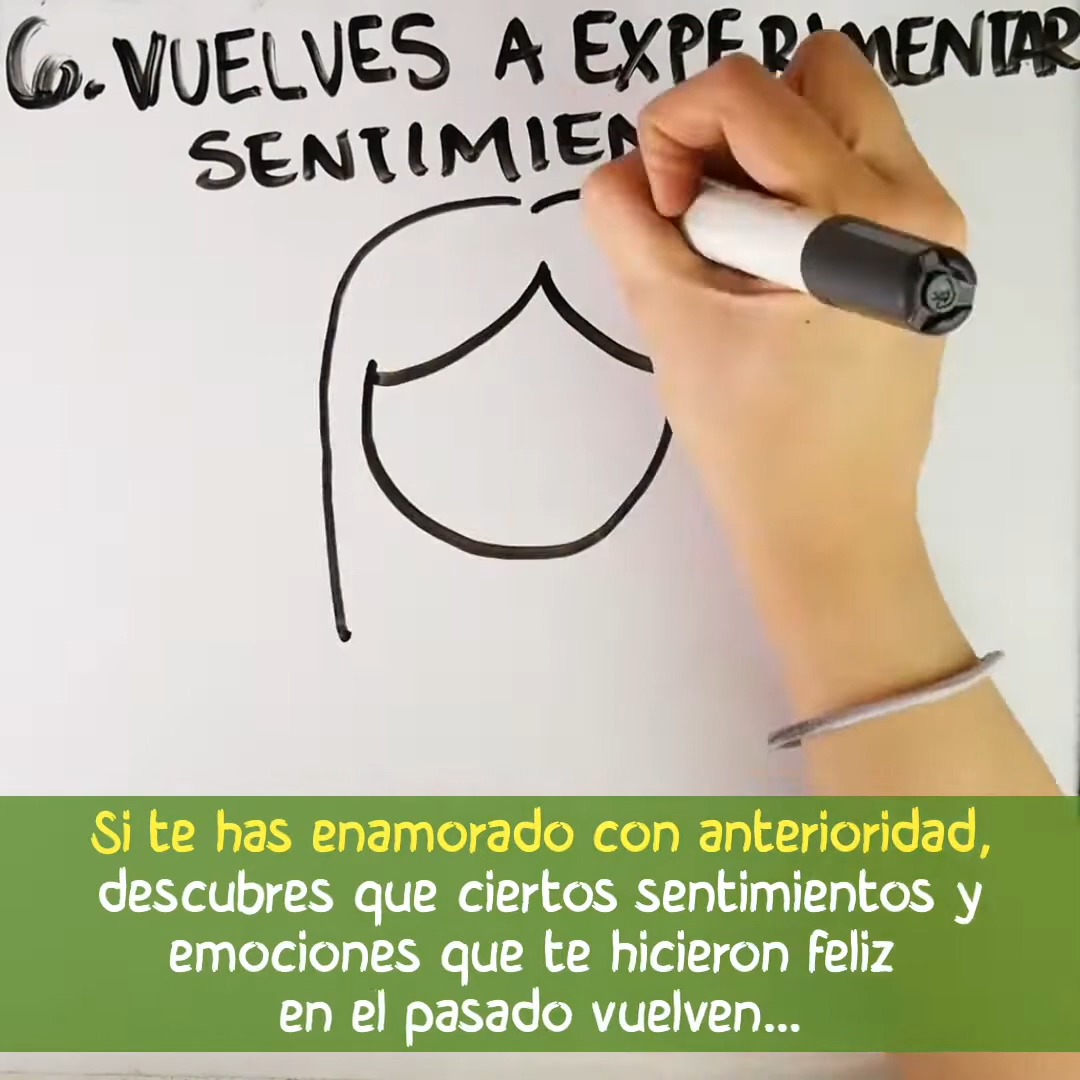 6. VUELVES A EXPERIMENTAR
SENTIMIEN
Si te has enamorado con anterioridad,
descubres que ciertos sentimientos y
emociones que te hicieron feliz
en el pasado vuelven...